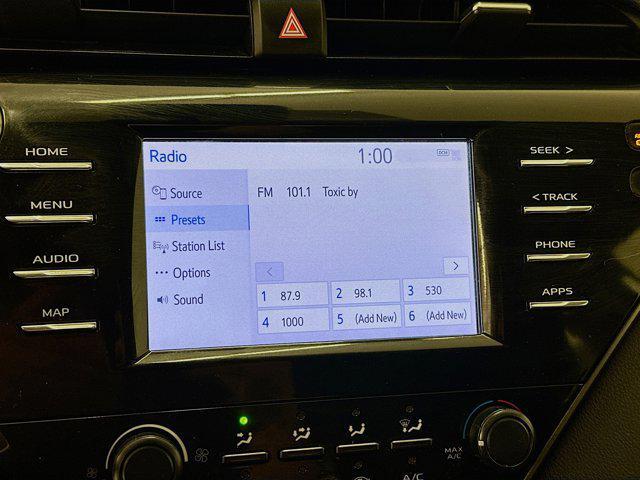 HOME
MENU
AUDIO
MAP
Radio
1:00
Source
Presets
Station List
Options
Sound
FM 101.1 Toxic by
<
>
1 87.9
2 98.1
3 530
4 1000
5 (Add New)
6 (Add New)
SEEK >
< TRACK
PHONE
APPS
MAX
A/C
A/C